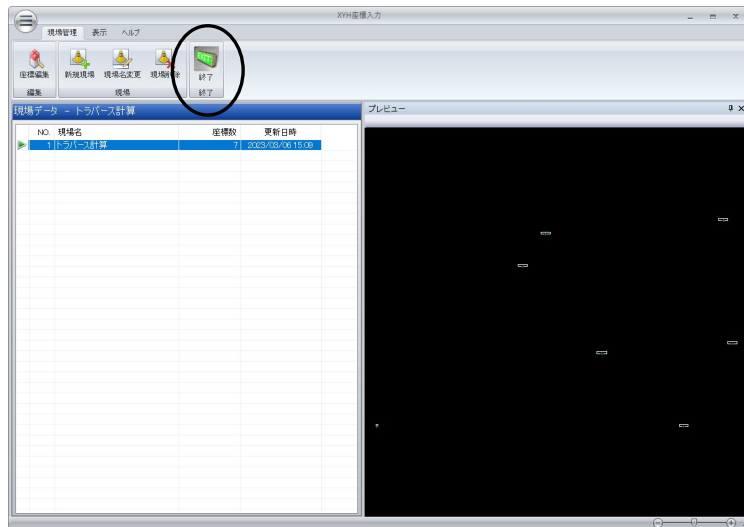 XYH座標入力
現場管理 表示 ヘルプ
座標編集 新規現場 現場名変更 現場削除 終了
編集 現場 終了
現場データ - トラバース計算
プレビュー
NO. 現場名 座標数 更新日時
1 トラバース計算 7 2023/03/06 15:09